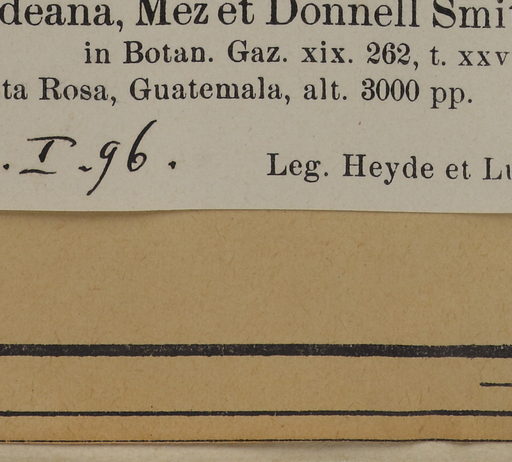 deana, Mez et Donnell Smi
in Botan. Gaz. xix. 262, t. xxv
ta Rosa, Guatemala, alt. 3000 pp.
. I. 96.
Leg. Heyde et Lu